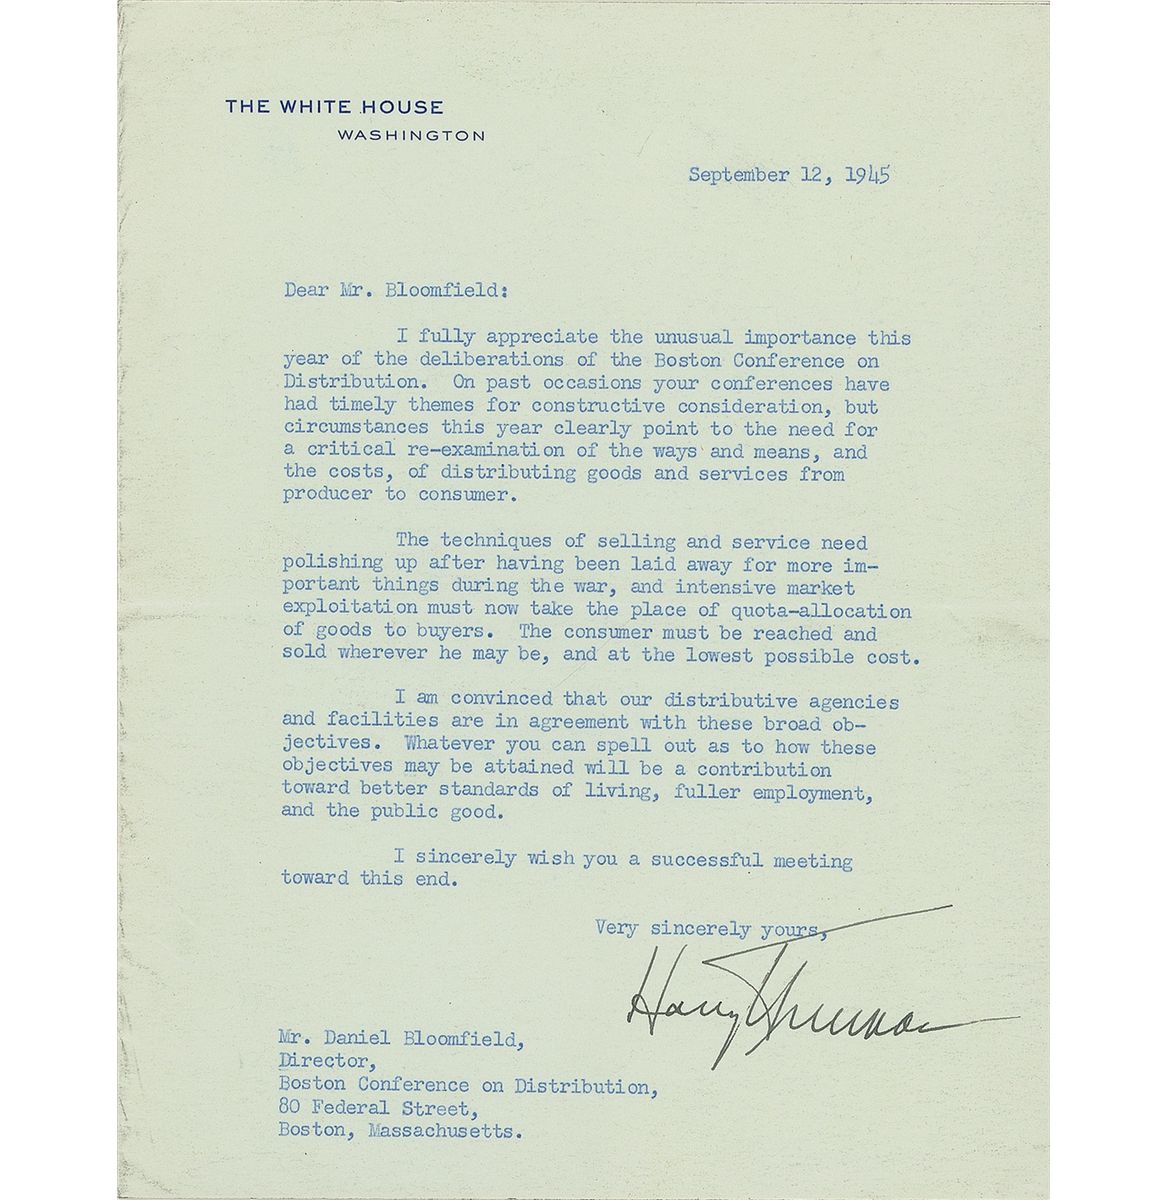 THE WHITE HOUSE
WASHINGTON
September 12, 1945
Dear Mr. Bloomfield:
I fully appreciate the unusual importance this
year of the deliberations of the Boston Conference on
Distribution. On past occasions your conferences have
had timely themes for constructive consideration, but
circumstances this year clearly point to the need for
a critical re-examination of the ways and means, and
the costs, of distributing goods and services from
producer to consumer.
The techniques of selling and service need
polishing up after having been laid away for more im-
portant things during the war, and intensive market
exploitation must now take the place of quota-allocation
of goods to buyers. The consumer must be reached and
sold wherever he may be, and at the lowest possible cost.
I am convinced that our distributive agencies
and facilities are in agreement with these broad ob-
jectives. Whatever you can spell out as to how these
objectives may be attained will be a contribution
toward better standards of living, fuller employment,
and the public good.
I sincerely wish you a successful meeting
toward this end.
Very sincerely yours,
Harry Truman
Mr. Daniel Bloomfield,
Director,
Boston Conference on Distribution,
80 Federal Street,
Boston, Massachusetts.